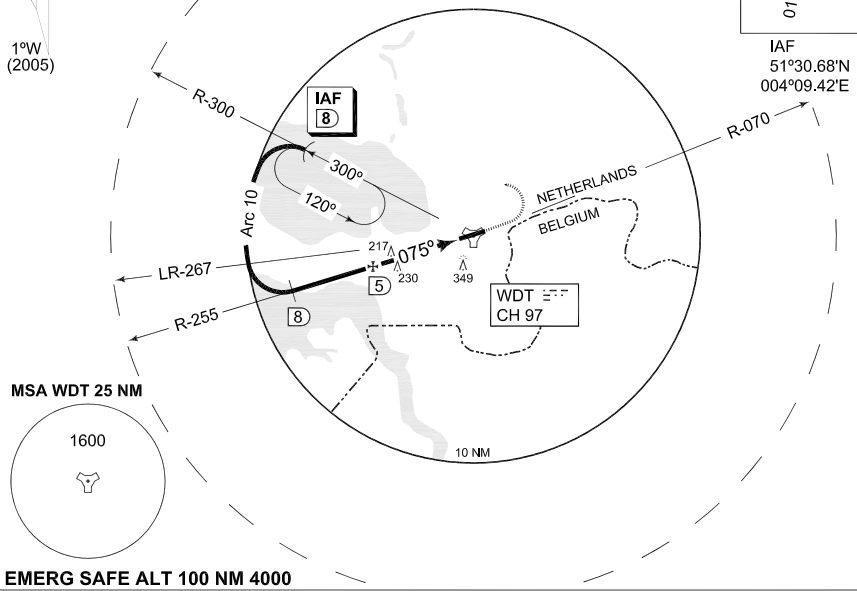 1ºW
(2005)
01
IAF
51º30.68'N
004º09.42'E
R-300
IAF
8
R-070
300º
120º
NETHERLANDS
BELGIUM
Arc 10
217
075º
LR-267
230
349
5
WDT
CH 97
8
R-255
MSA WDT 25 NM
1600
10 NM
EMERG SAFE ALT 100 NM 4000